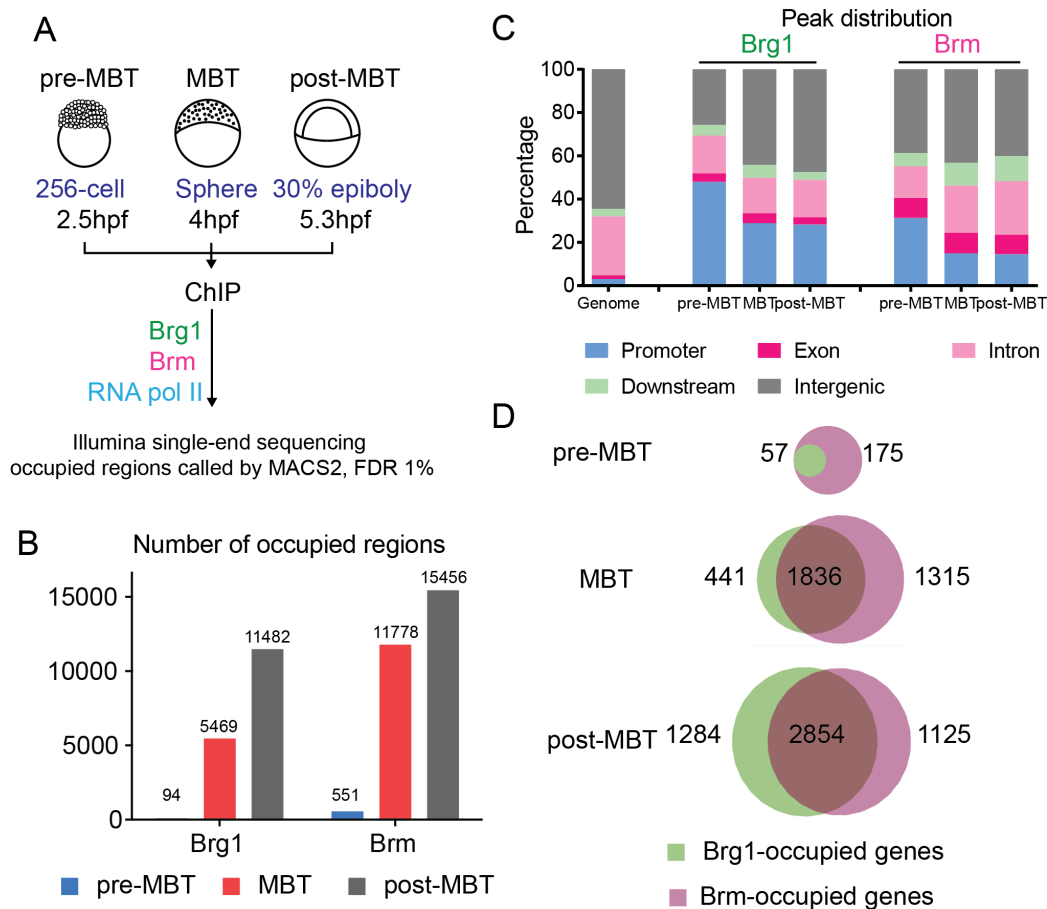 A
pre-MBT MBT post-MBT
256-cell Sphere 30% epiboly
2.5hpf 4hpf 5.3hpf
ChIP
Brg1
Brm
RNA pol II
Illumina single-end sequencing
occupied regions called by MACS2, FDR 1%
B
Number of occupied regions
15000
10000
5000
0
94
5469
11482
551
11778
15456
Brg1 Brm
pre-MBT MBT post-MBT
C
Peak distribution
Brg1 Brm
Percentage
100
80
60
40
20
0
Genome pre-MBT MBT post-MBT pre-MBT MBT post-MBT
Promoter Exon Intron
Downstream Intergenic
D
pre-MBT 57 175
MBT 441 1836 1315
post-MBT 1284 2854 1125
Brg1-occupied genes
Brm-occupied genes